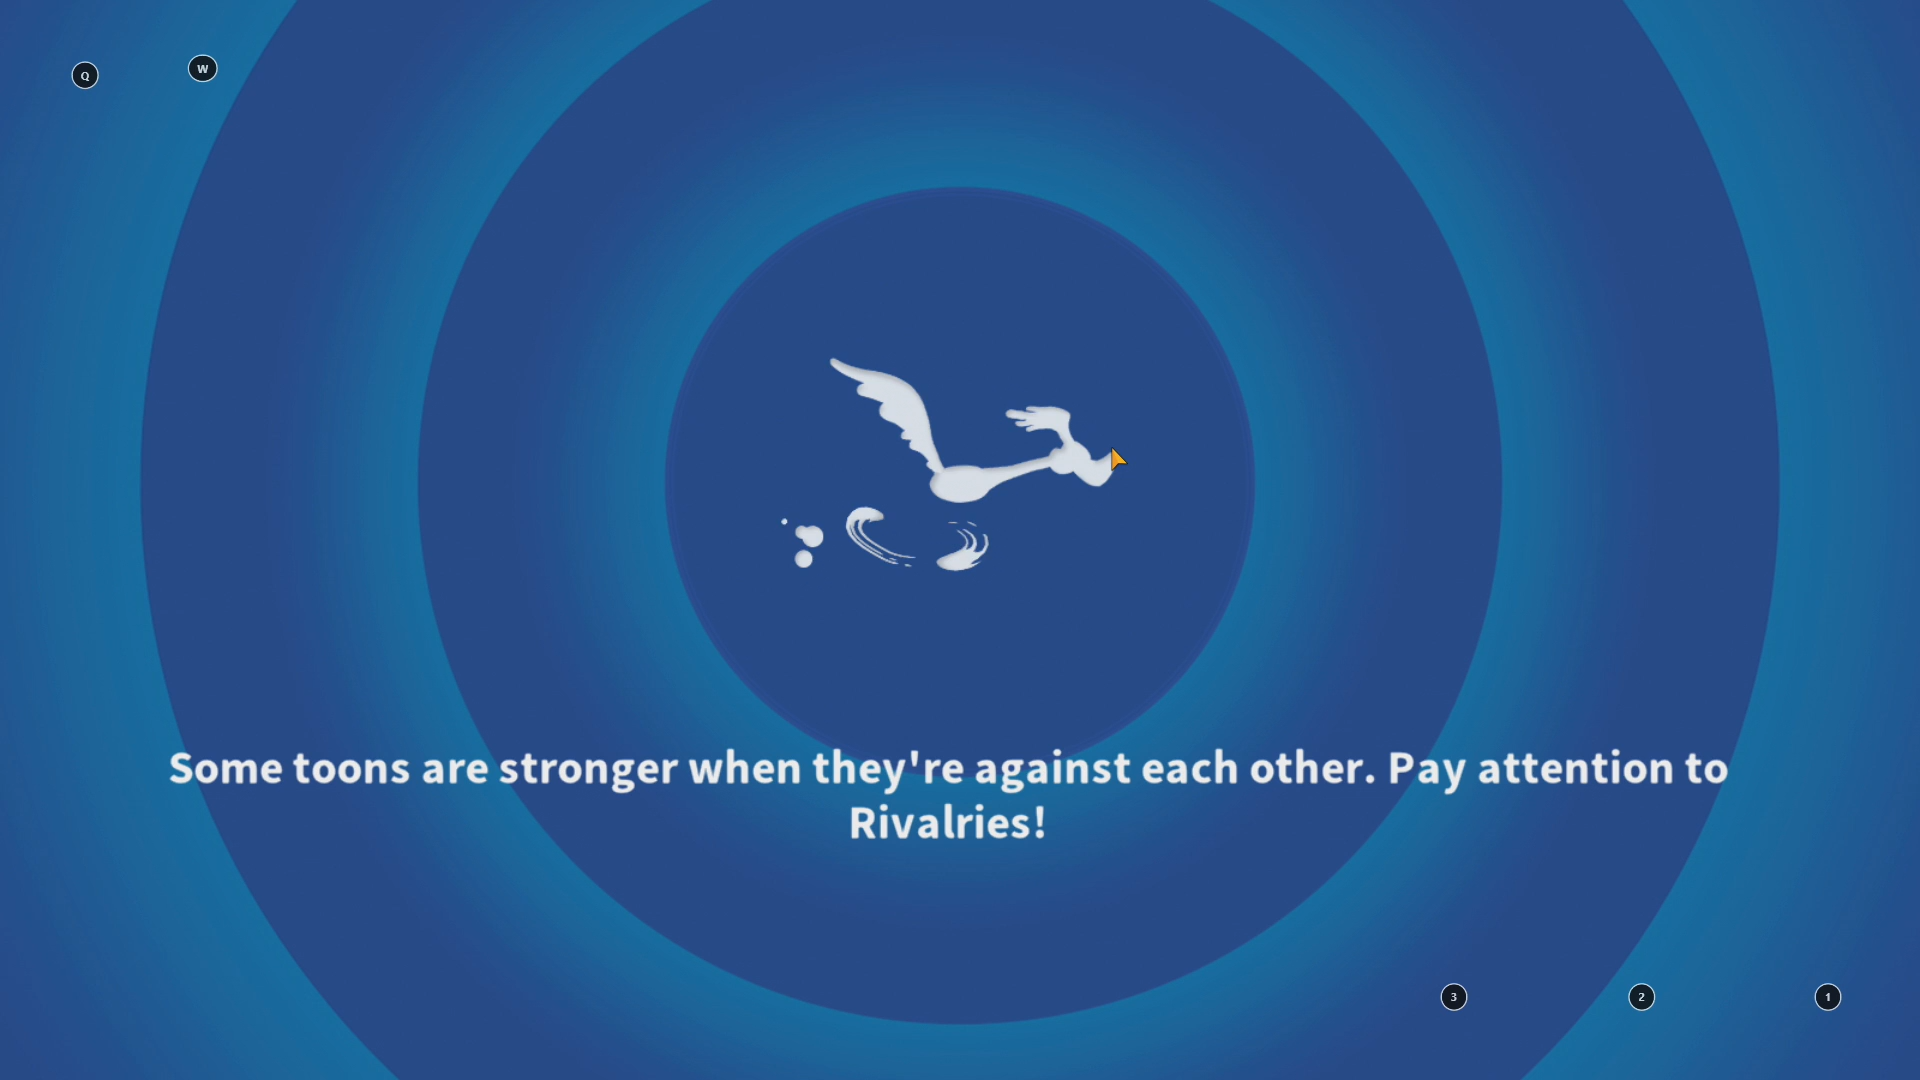 Q
W
Some toons are stronger when they're against each other. Pay attention to
Rivalries!
3
2
1